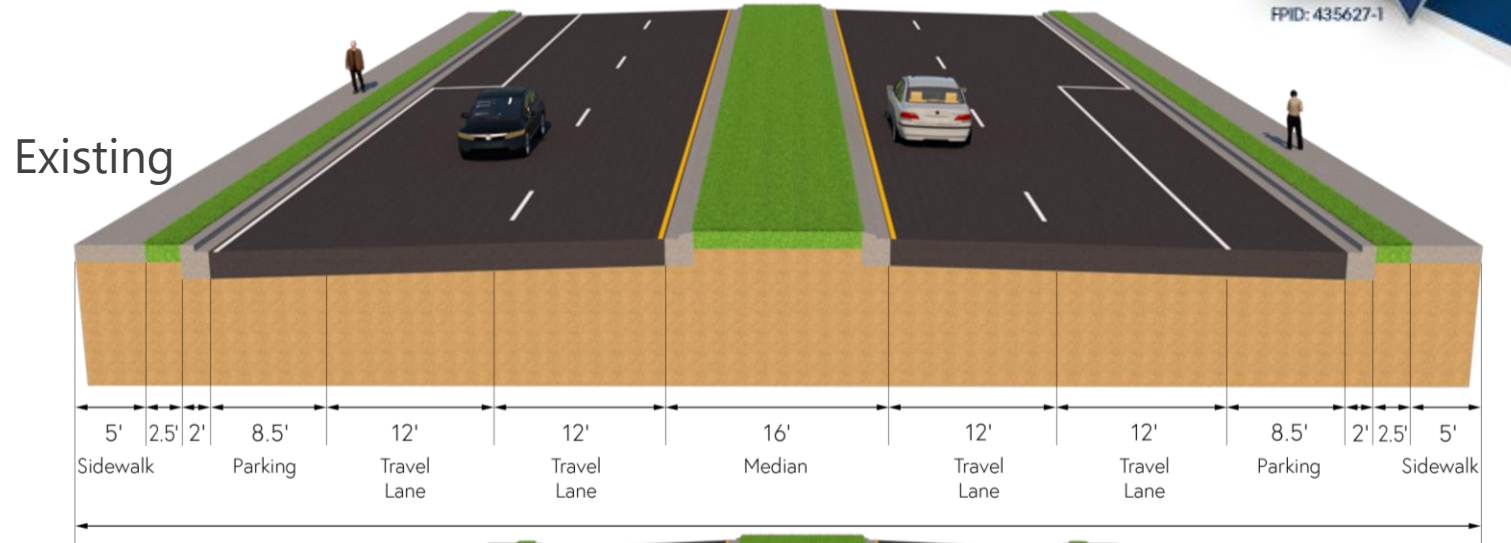 FPID: 435627-1
Existing
5' 2.5' 2' 8.5' 12' 12' 16' 12' 12' 8.5' 2' 2.5' 5'
Sidewalk Parking Travel Lane Travel Lane Median Travel Lane Travel Lane Parking Sidewalk